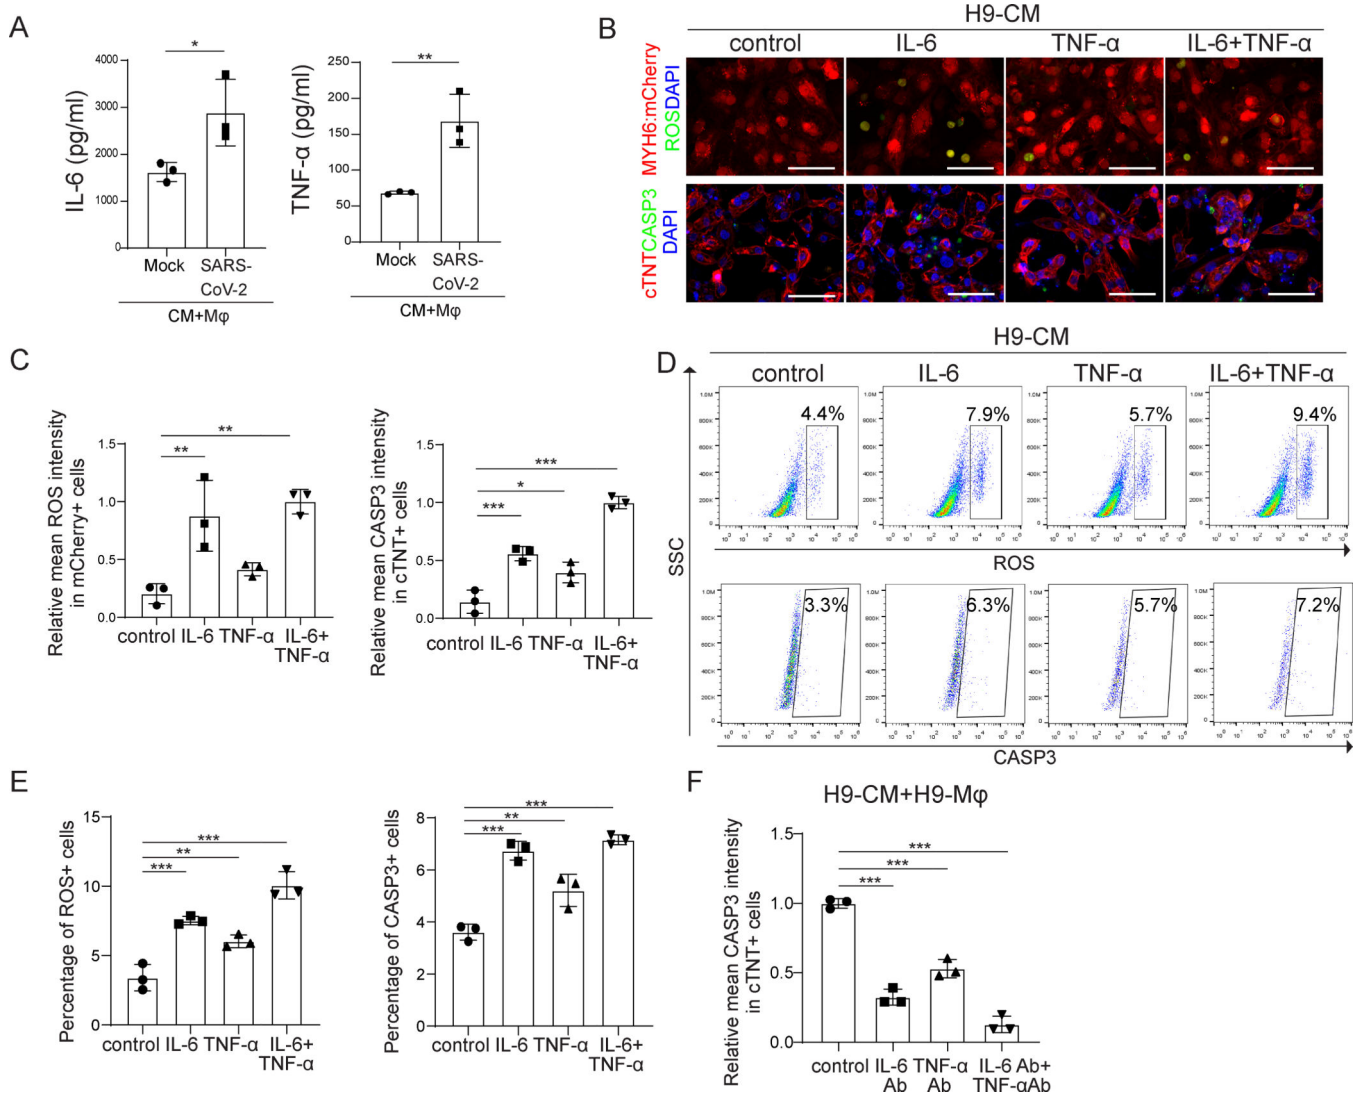 A
*
IL-6 (pg/ml)
4000
3000
2000
1000
0
Mock
SARS-
CoV-2
CM+Mφ
**
TNF-α (pg/ml)
250
200
150
100
50
0
Mock
SARS-
CoV-2
CM+Mφ
B
H9-CM
control
IL-6
TNF-α
IL-6+TNF-α
MYH6:mCherry
ROSDAPI
cTNTCASP3
DAPI
C
Relative mean ROS intensity
in mCherry+ cells
1.5
1.0
0.5
0.0
**
**
control
IL-6
TNF-α
IL-6+
TNF-α
Relative mean CASP3 intensity
in cTNT+ cells
1.5
1.0
0.5
0.0
***
*
***
control
IL-6
TNF-α
IL-6+
TNF-α
D
H9-CM
control
IL-6
TNF-α
IL-6+TNF-α
4.4%
7.9%
5.7%
9.4%
SSC
ROS
3.3%
6.3%
5.7%
7.2%
CASP3
E
Percentage of ROS+ cells
15
10
5
0
***
**
***
control
IL-6
TNF-α
IL-6+
TNF-α
Percentage of CASP3+ cells
8
6
4
2
0
***
**
***
control
IL-6
TNF-α
IL-6+
TNF-α
F
H9-CM+H9-Mφ
Relative mean CASP3 intensity
in cTNT+ cells
1.5
1.0
0.5
0.0
***
***
***
control
IL-6
Ab
TNF-α
Ab
IL-6 Ab+
TNF-αAb